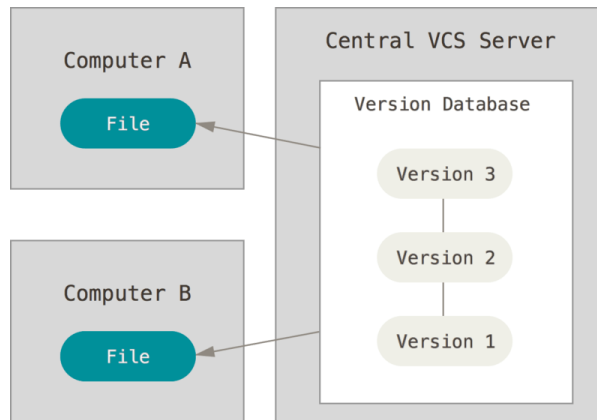 Computer A
File
Computer B
File
Central VCS Server
Version Database
Version 3
Version 2
Version 1